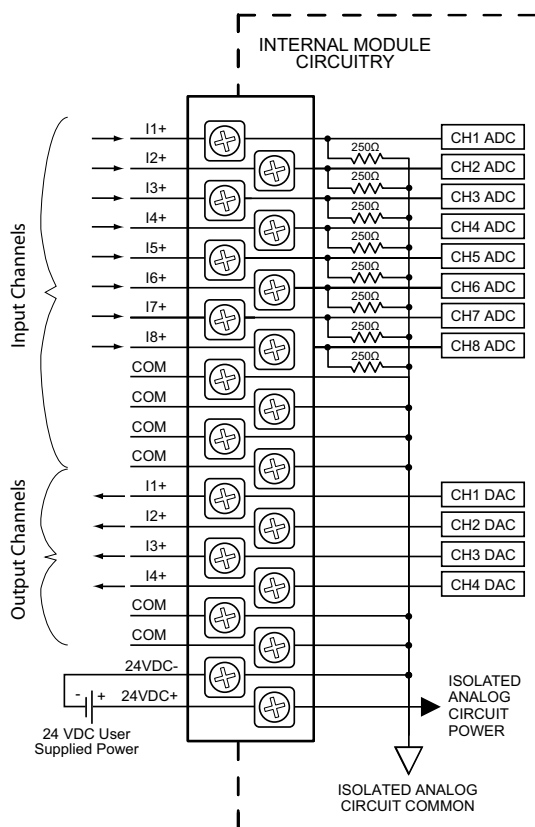 INTERNAL MODULE
CIRCUITRY
Input Channels
I1+
CH1 ADC
250Ω
I2+
CH2 ADC
250Ω
I3+
CH3 ADC
250Ω
I4+
CH4 ADC
250Ω
I5+
CH5 ADC
250Ω
I6+
CH6 ADC
250Ω
I7+
CH7 ADC
250Ω
I8+
CH8 ADC
250Ω
COM
COM
COM
COM
Output Channels
I1+
CH1 DAC
I2+
CH2 DAC
I3+
CH3 DAC
I4+
CH4 DAC
COM
COM
24VDC-
- +
24VDC+
24 VDC User
Supplied Power
ISOLATED
ANALOG
CIRCUIT
POWER
ISOLATED ANALOG
CIRCUIT COMMON